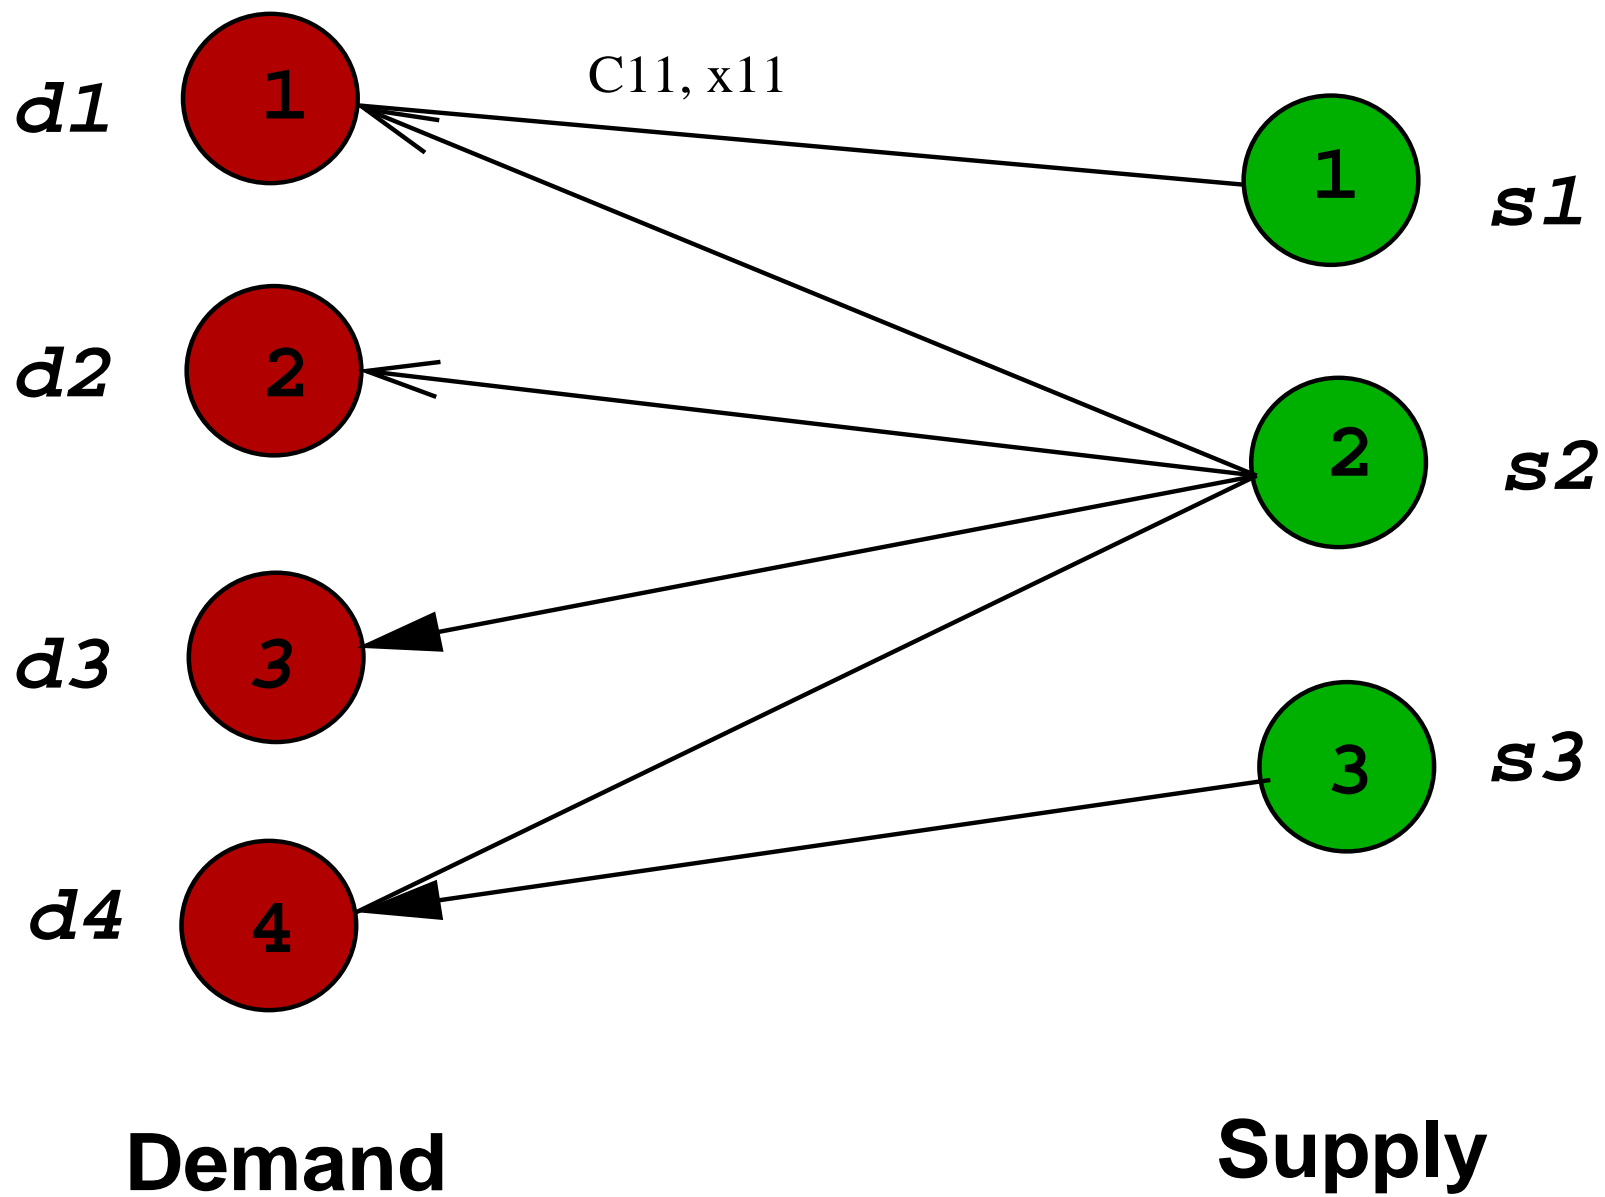 C11, x11
d1 1 1 s1
d2 2 2 s2
d3 3 3 s3
d4 4
Demand Supply